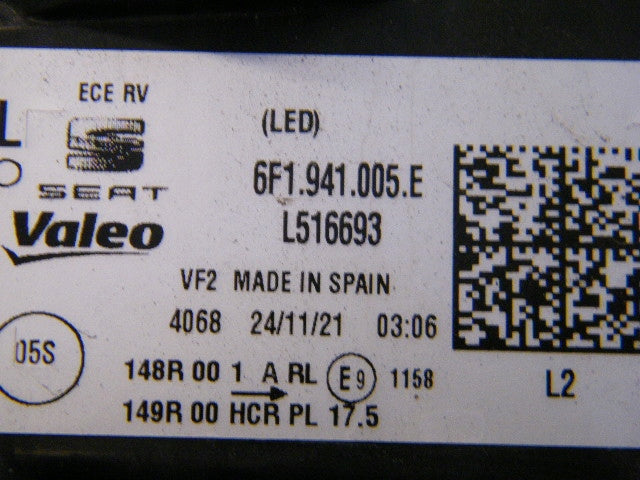 ECE RV
L
(LED)
SEAT
6F1.941.005.E
Valeo
L516693
VF2 MADE IN SPAIN
4068 24/11/21 03:06
05S
148R 00 1 A RL E9 1158
149R 00 HCR PL 17.5
L2